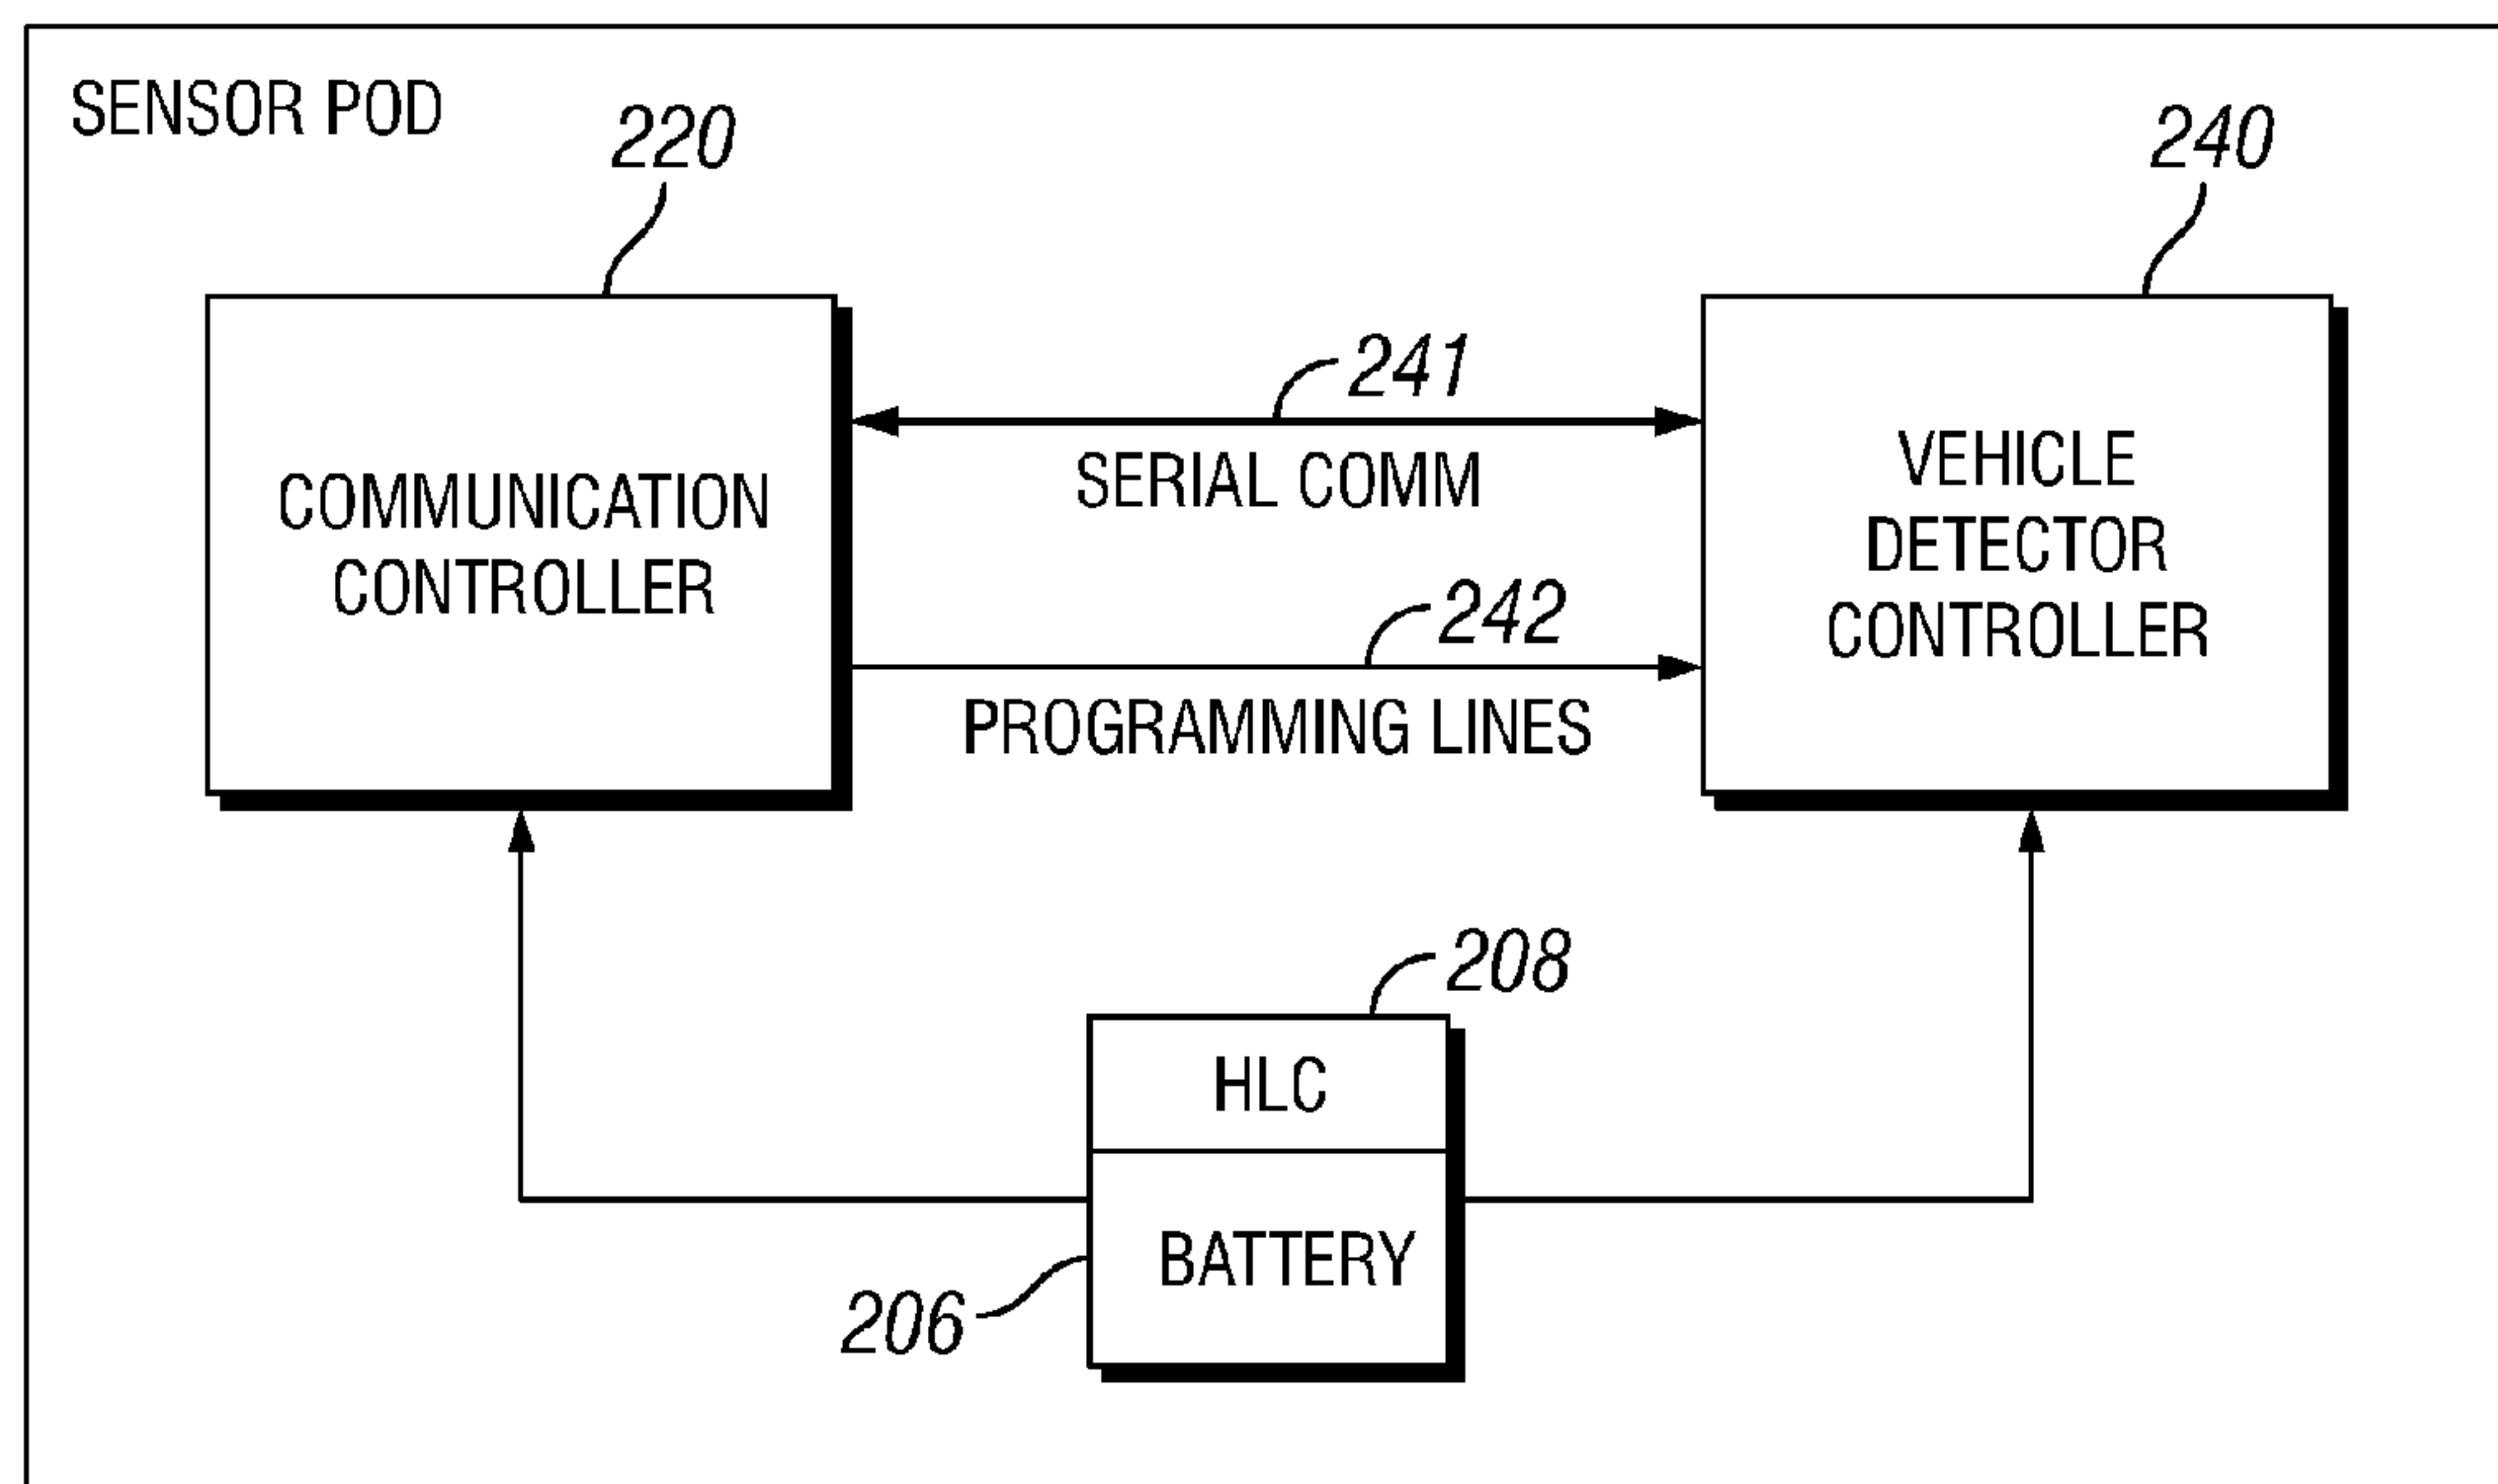 SENSOR POD
220
240
241
SERIAL COMM
COMMUNICATION
CONTROLLER
VEHICLE
DETECTOR
CONTROLLER
242
PROGRAMMING LINES
208
HLC
BATTERY
206